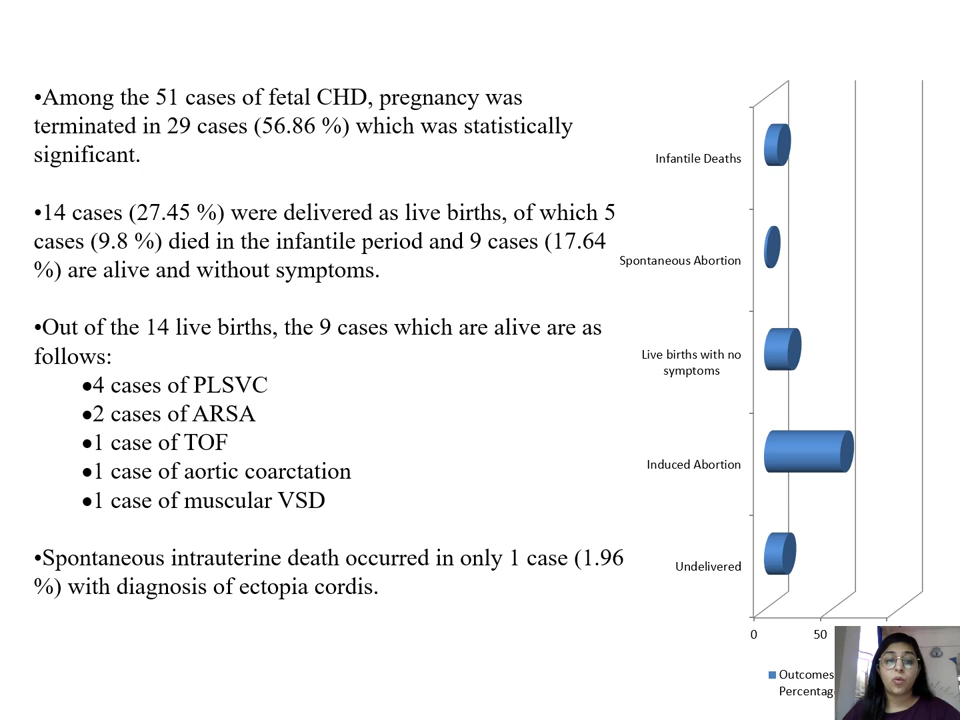 •Among the 51 cases of fetal CHD, pregnancy was
terminated in 29 cases (56.86 %) which was statistically
significant.
•14 cases (27.45 %) were delivered as live births, of which 5
cases (9.8 %) died in the infantile period and 9 cases (17.64
%) are alive and without symptoms.
•Out of the 14 live births, the 9 cases which are alive are as
follows:
•4 cases of PLSVC
•2 cases of ARSA
•1 case of TOF
•1 case of aortic coarctation
•1 case of muscular VSD
•Spontaneous intrauterine death occurred in only 1 case (1.96
%) with diagnosis of ectopia cordis.
Infantile Deaths
Spontaneous Abortion
Live births with no
symptoms
Induced Abortion
Undelivered
0 50
Outcomes